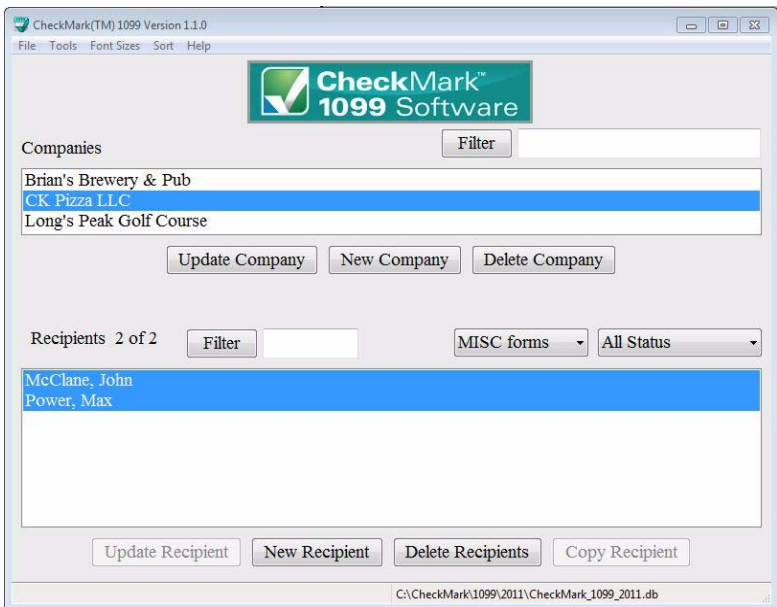 CheckMark(TM) 1099 Version 1.1.0
File Tools Font Sizes Sort Help
CheckMark™
1099 Software
Companies Filter
Brian's Brewery & Pub
CK Pizza LLC
Long's Peak Golf Course
Update Company New Company Delete Company
Recipients 2 of 2 Filter MISC forms All Status
McClane, John
Power, Max
Update Recipient New Recipient Delete Recipients Copy Recipient
C:\CheckMark\1099\2011\CheckMark_1099_2011.db